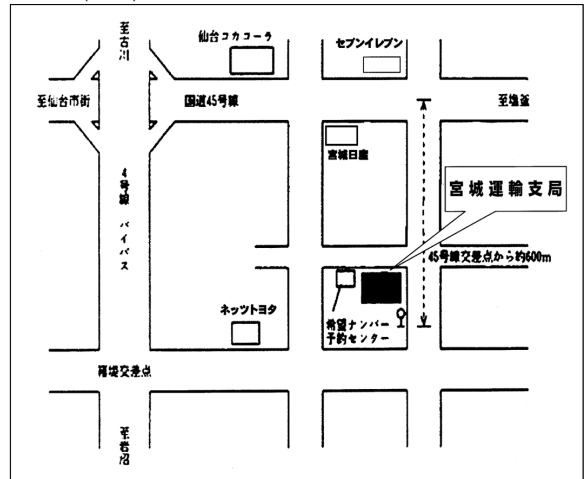 至古川
仙台コカコーラ
セブンイレブン
至仙台市街
国道45号線
至塩釜
宮城日産
4号線バイパス
宮城運輸支局
45号線交差点から約600m
ネッツトヨタ
希望ナンバー
予約センター
箱堤交差点
至岩沼